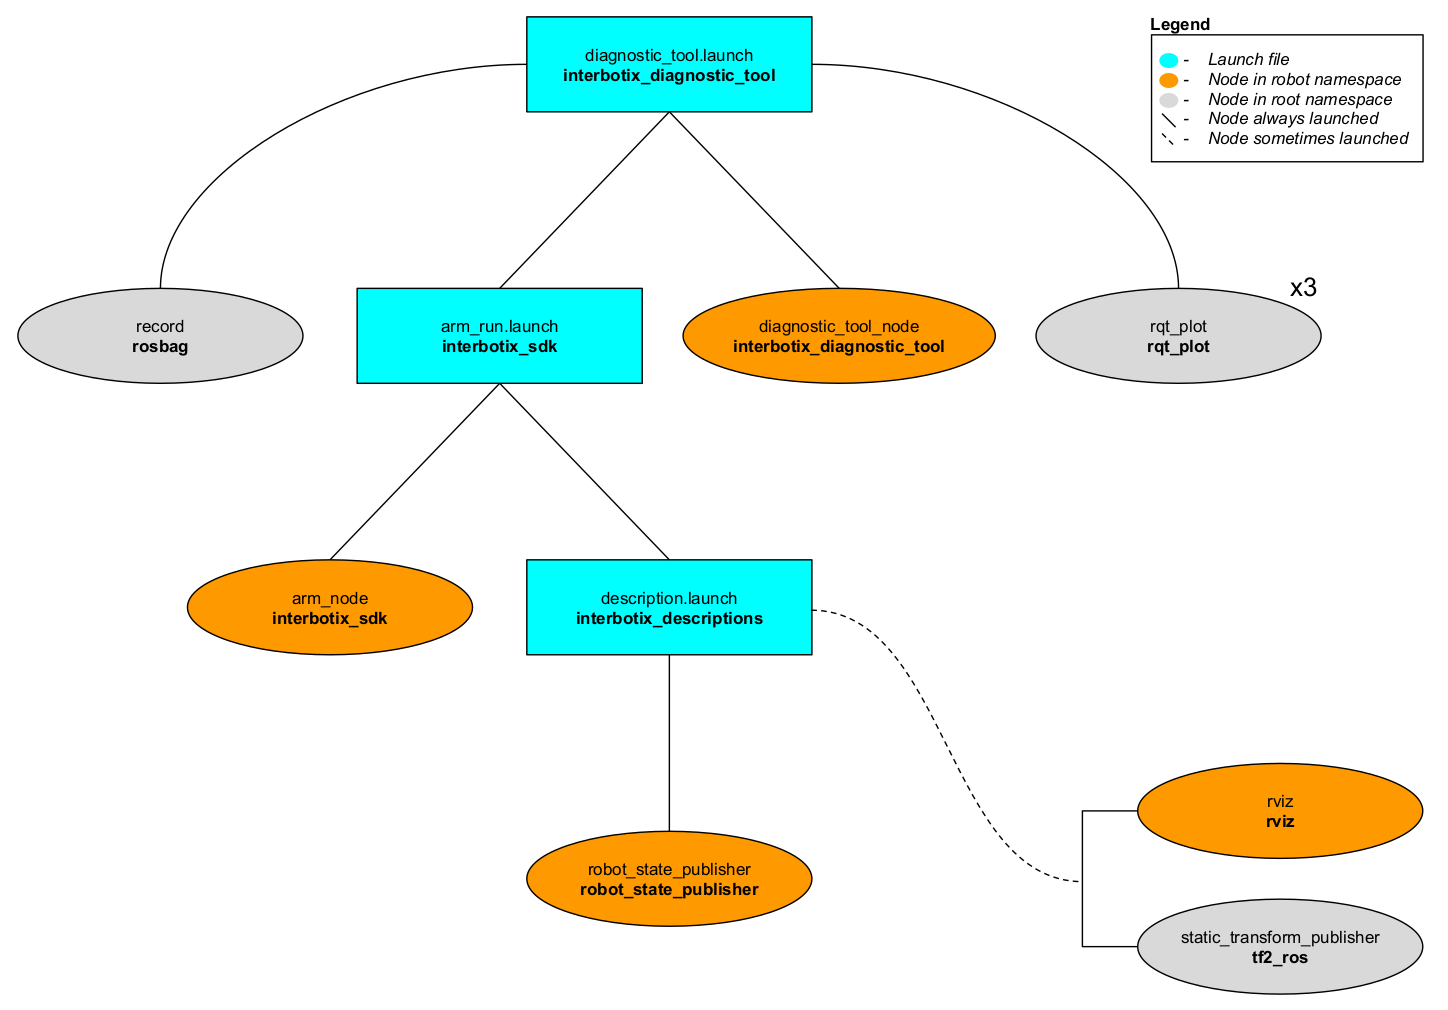 diagnostic_tool.launch
interbotix_diagnostic_tool
Legend
- Launch file
- Node in robot namespace
- Node in root namespace
- Node always launched
- Node sometimes launched
record
rosbag
arm_run.launch
interbotix_sdk
diagnostic_tool_node
interbotix_diagnostic_tool
x3
rqt_plot
rqt_plot
arm_node
interbotix_sdk
description.launch
interbotix_descriptions
robot_state_publisher
robot_state_publisher
rviz
rviz
static_transform_publisher
tf2_ros